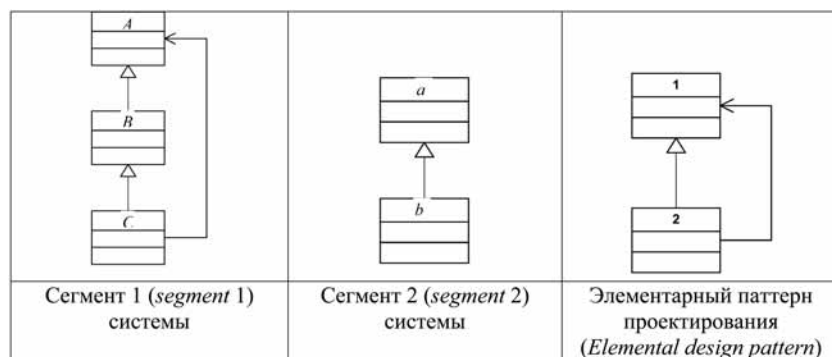 A
B
C
a
b
1
2
Сегмент 1 (segment 1)
системы
Сегмент 2 (segment 2)
системы
Элементарный паттерн
проектирования
(Elemental design pattern)